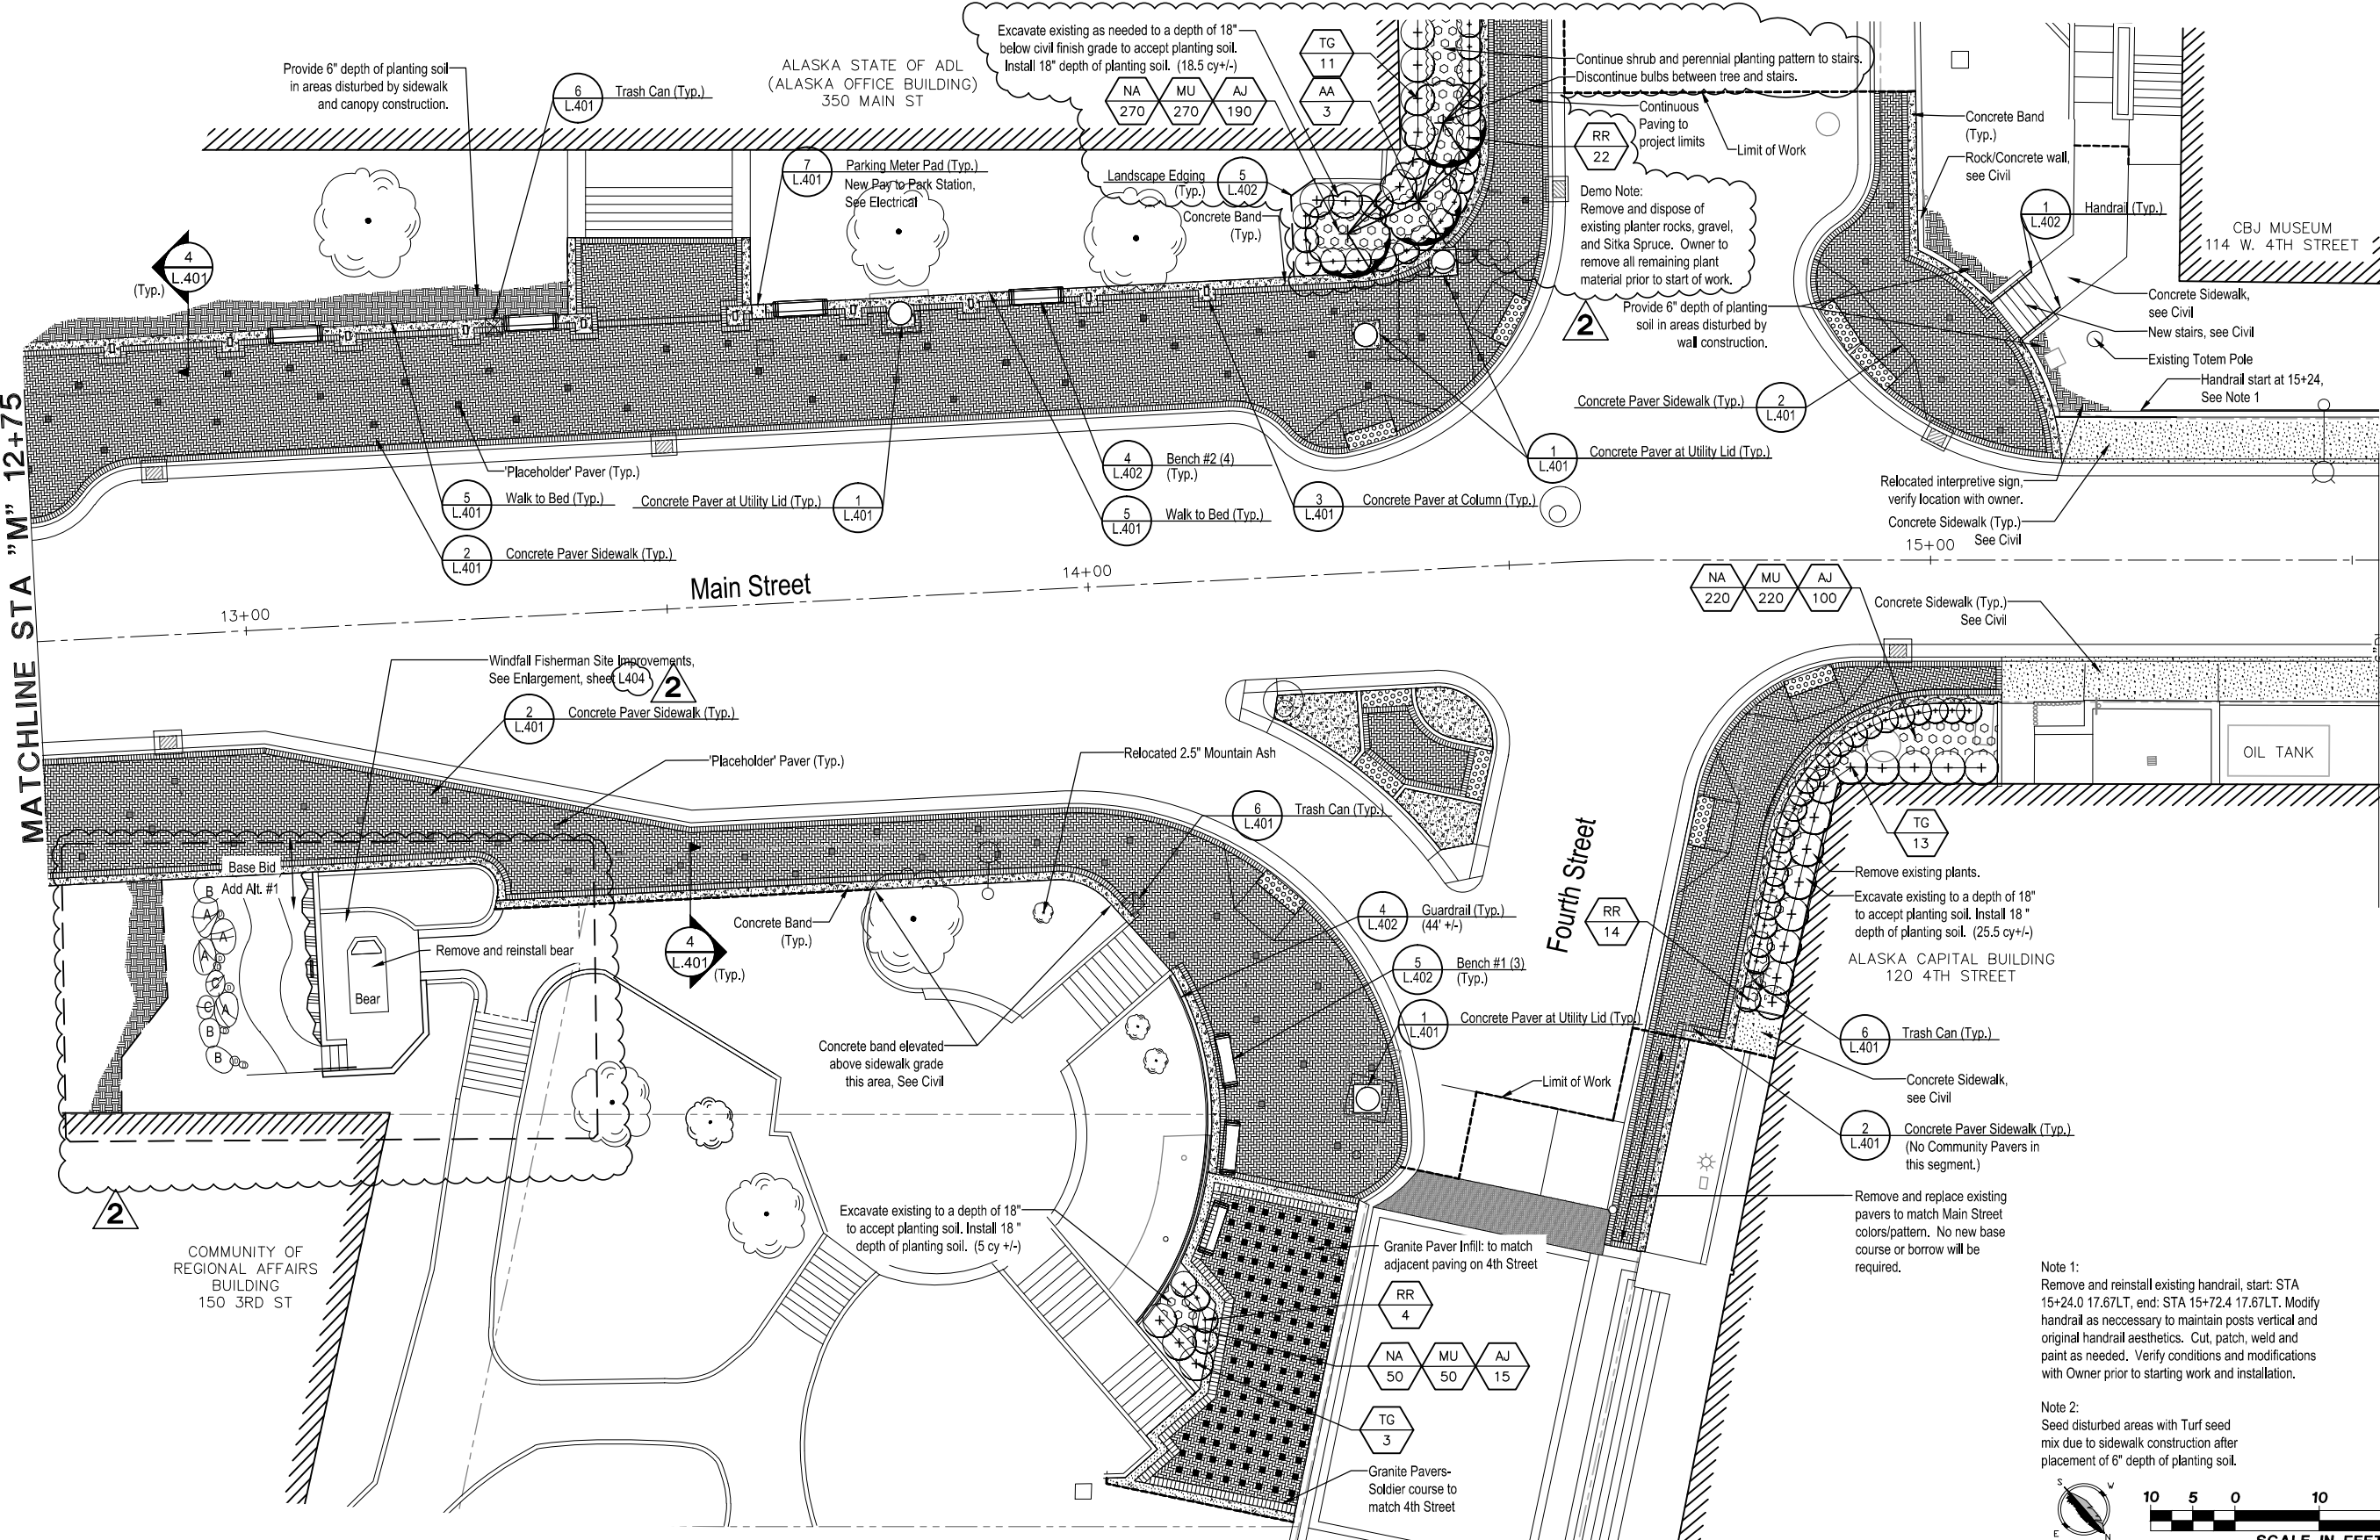 Provide 6" depth of planting soil
in areas disturbed by sidewalk
and canopy construction.
6
L.401
Trash Can (Typ.)
ALASKA STATE OF ADL
(ALASKA OFFICE BUILDING)
350 MAIN ST
Excavate existing as needed to a depth of 18"
below civil finish grade to accept planting soil.
Install 18" depth of planting soil. (18.5 cy+/-)
NA
270
MU
270
AJ
190
TG
11
AA
3
Continue shrub and perennial planting pattern to stairs.
Discontinue bulbs between tree and stairs.
Continuous
Paving to
project limits
Limit of Work
RR
22
Concrete Band
(Typ.)
Rock/Concrete wall,
see Civil
1
L.402
Handrail (Typ.)
CBJ MUSEUM
114 W. 4TH STREET
7
L.401
Parking Meter Pad (Typ.)
New Pay to Park Station,
See Electrical
Landscape Edging
(Typ.)
5
L.402
Concrete Band
(Typ.)
Demo Note:
Remove and dispose of
existing planter rocks, gravel,
and Sitka Spruce. Owner to
remove all remaining plant
material prior to start of work.
2
Provide 6" depth of planting
soil in areas disturbed by
wall construction.
4
L.401
(Typ.)
Concrete Sidewalk,
see Civil
New stairs, see Civil
Existing Totem Pole
Handrail start at 15+24,
See Note 1
Concrete Paver Sidewalk (Typ.)
2
L.401
MATCHLINE STA "M" 12+75
'Placeholder' Paver (Typ.)
5
L.401
Walk to Bed (Typ.)
Concrete Paver at Utility Lid (Typ.)
1
L.401
4
L.402
Bench #2 (4)
(Typ.)
5
L.401
Walk to Bed (Typ.)
3
L.401
Concrete Paver at Column (Typ.)
1
L.401
Concrete Paver at Utility Lid (Typ.)
Relocated interpretive sign,
verify location with owner.
Concrete Sidewalk (Typ.)
See Civil
2
L.401
Concrete Paver Sidewalk (Typ.)
Main Street
13+00
14+00
15+00
NA
220
MU
220
AJ
100
Concrete Sidewalk (Typ.)
See Civil
Windfall Fisherman Site Improvements,
See Enlargement, sheet L404
2
2
L.401
Concrete Paver Sidewalk (Typ.)
'Placeholder' Paver (Typ.)
Relocated 2.5" Mountain Ash
6
L.401
Trash Can (Typ.)
OIL TANK
TG
13
Remove existing plants.
Excavate existing to a depth of 18"
to accept planting soil. Install 18 "
depth of planting soil. (25.5 cy+/-)
ALASKA CAPITAL BUILDING
120 4TH STREET
Fourth Street
Base Bid
Add Alt. #1
B
A
A
A
C
C
A
B
B
Remove and reinstall bear
Bear
Concrete Band
(Typ.)
4
L.401
(Typ.)
4
L.402
Guardrail (Typ.)
(44' +/-)
RR
14
5
L.402
Bench #1 (3)
(Typ.)
1
L.401
Concrete Paver at Utility Lid (Typ.)
6
L.401
Trash Can (Typ.)
Concrete band elevated
above sidewalk grade
this area, See Civil
Limit of Work
Concrete Sidewalk,
see Civil
2
L.401
Concrete Paver Sidewalk (Typ.)
(No Community Pavers in
this segment.)
Remove and replace existing
pavers to match Main Street
colors/pattern. No new base
course or borrow will be
required.
2
COMMUNITY OF
REGIONAL AFFAIRS
BUILDING
150 3RD ST
Excavate existing to a depth of 18"
to accept planting soil. Install 18 "
depth of planting soil. (5 cy +/-)
Granite Paver Infill: to match
adjacent paving on 4th Street
RR
4
NA
50
MU
50
AJ
15
TG
3
Granite Pavers-
Soldier course to
match 4th Street
Note 1:
Remove and reinstall existing handrail, start: STA
15+24.0 17.67LT, end: STA 15+72.4 17.67LT. Modify
handrail as neccessary to maintain posts vertical and
original handrail aesthetics. Cut, patch, weld and
paint as needed. Verify conditions and modifications
with Owner prior to starting work and installation.
Note 2:
Seed disturbed areas with Turf seed
mix due to sidewalk construction after
placement of 6" depth of planting soil.
S
W
E
N
10 5 0 10
SCALE IN FEET